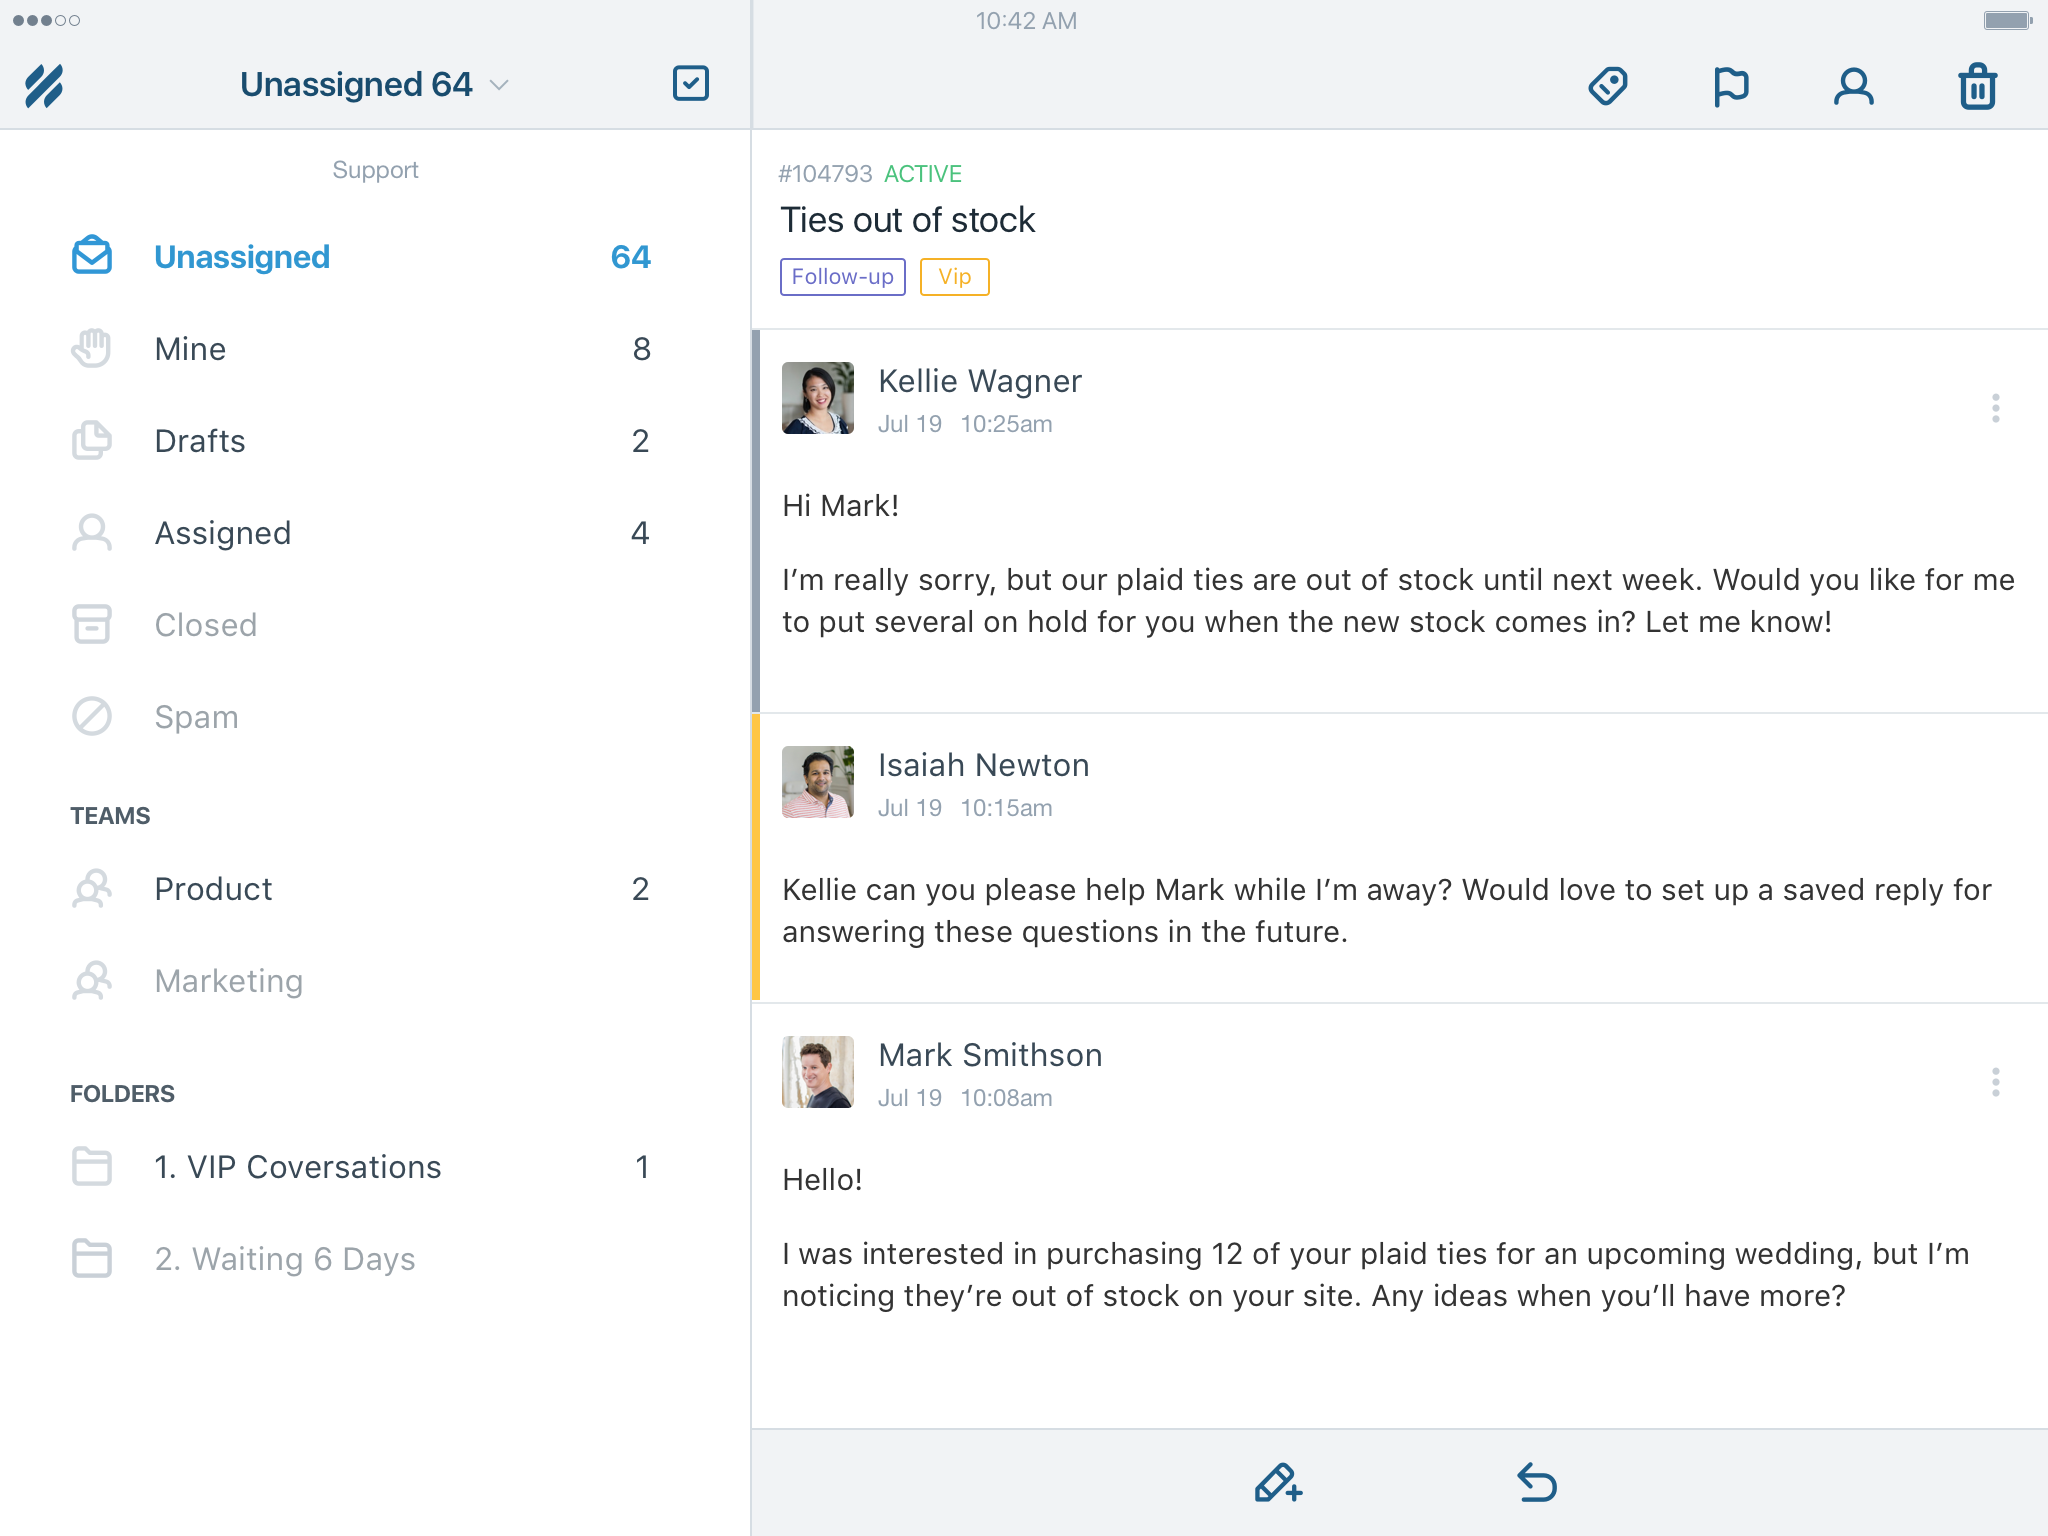 10:42 AM
Unassigned 64
Support
Unassigned 64
Mine 8
Drafts 2
Assigned 4
Closed
Spam
TEAMS
Product 2
Marketing
FOLDERS
1. VIP Coversations 1
2. Waiting 6 Days
#104793 ACTIVE
Ties out of stock
Follow-up Vip
Kellie Wagner
Jul 19 10:25am
Hi Mark!
I’m really sorry, but our plaid ties are out of stock until next week. Would you like for me
to put several on hold for you when the new stock comes in? Let me know!
Isaiah Newton
Jul 19 10:15am
Kellie can you please help Mark while I’m away? Would love to set up a saved reply for
answering these questions in the future.
Mark Smithson
Jul 19 10:08am
Hello!
I was interested in purchasing 12 of your plaid ties for an upcoming wedding, but I’m
noticing they’re out of stock on your site. Any ideas when you’ll have more?